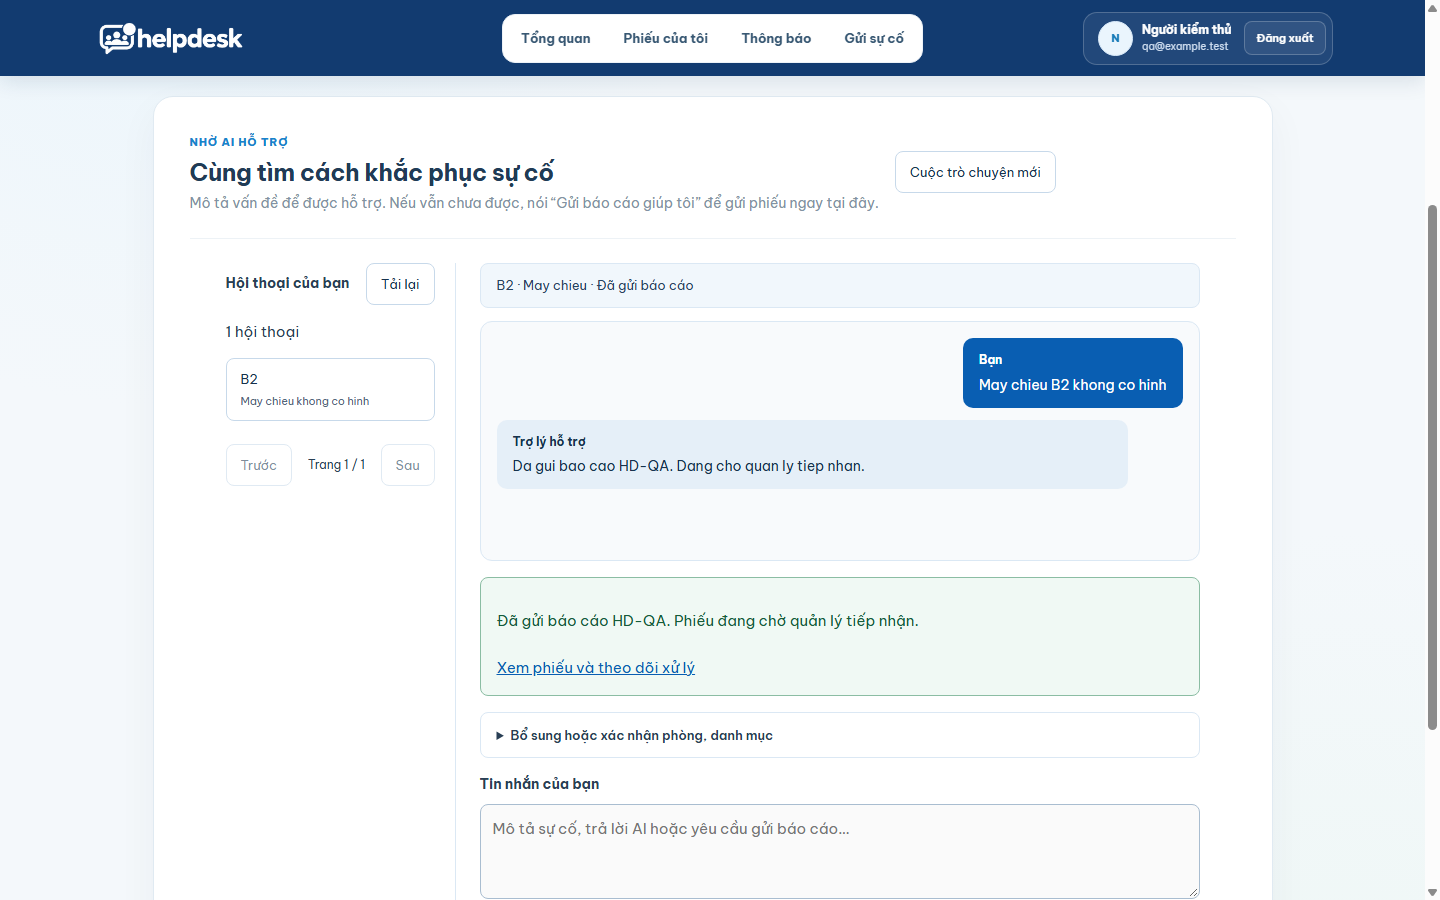 helpdesk
Tổng quan
Phiếu của tôi
Thông báo
Gửi sự cố
N
Người kiểm thử
qa@example.test
Đăng xuất
NHỜ AI HỖ TRỢ
Cùng tìm cách khắc phục sự cố
Mô tả vấn đề để được hỗ trợ. Nếu vẫn chưa được, nói “Gửi báo cáo giúp tôi” để gửi phiếu ngay tại đây.
Cuộc trò chuyện mới
Hội thoại của bạn
Tải lại
1 hội thoại
B2
May chieu khong co hinh
Trước
Trang 1 / 1
Sau
B2 · May chieu · Đã gửi báo cáo
Bạn
May chieu B2 khong co hinh
Trợ lý hỗ trợ
Da gui bao cao HD-QA. Dang cho quan ly tiep nhan.
Đã gửi báo cáo HD-QA. Phiếu đang chờ quản lý tiếp nhận.
Xem phiếu và theo dõi xử lý
Bổ sung hoặc xác nhận phòng, danh mục
Tin nhắn của bạn
Mô tả sự cố, trả lời AI hoặc yêu cầu gửi báo cáo...